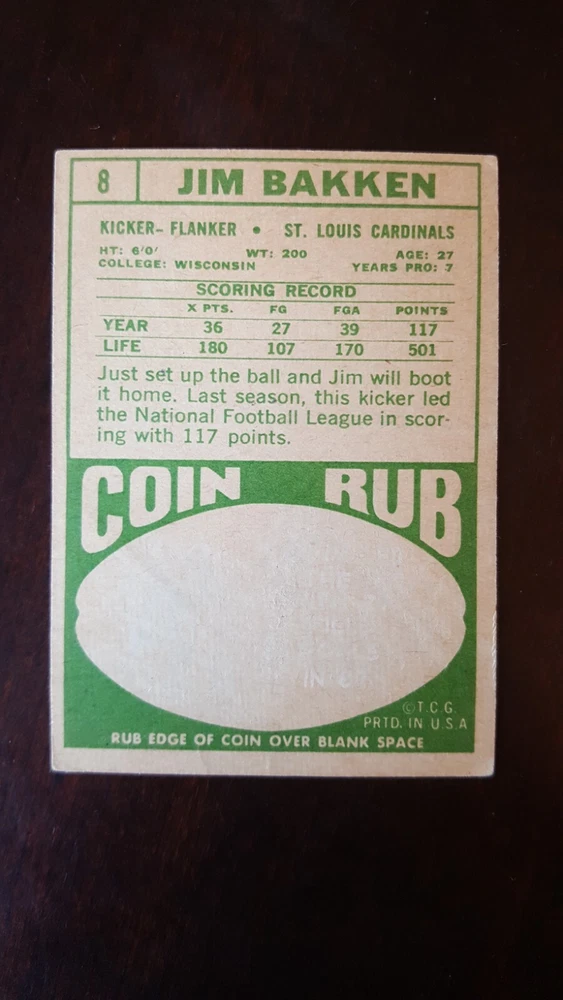 8 JIM BAKKEN
KICKER- FLANKER • ST. LOUIS CARDINALS
HT: 6'0' WT: 200 AGE: 27
COLLEGE: WISCONSIN YEARS PRO: 7
SCORING RECORD
X PTS. FG FGA POINTS
YEAR 36 27 39 117
LIFE 180 107 170 501
Just set up the ball and Jim will boot
it home. Last season, this kicker led
the National Football League in scor-
ing with 117 points.
COIN RUB
IN
©T.C.G.
PRTD. IN U.S.A
RUB EDGE OF COIN OVER BLANK SPACE